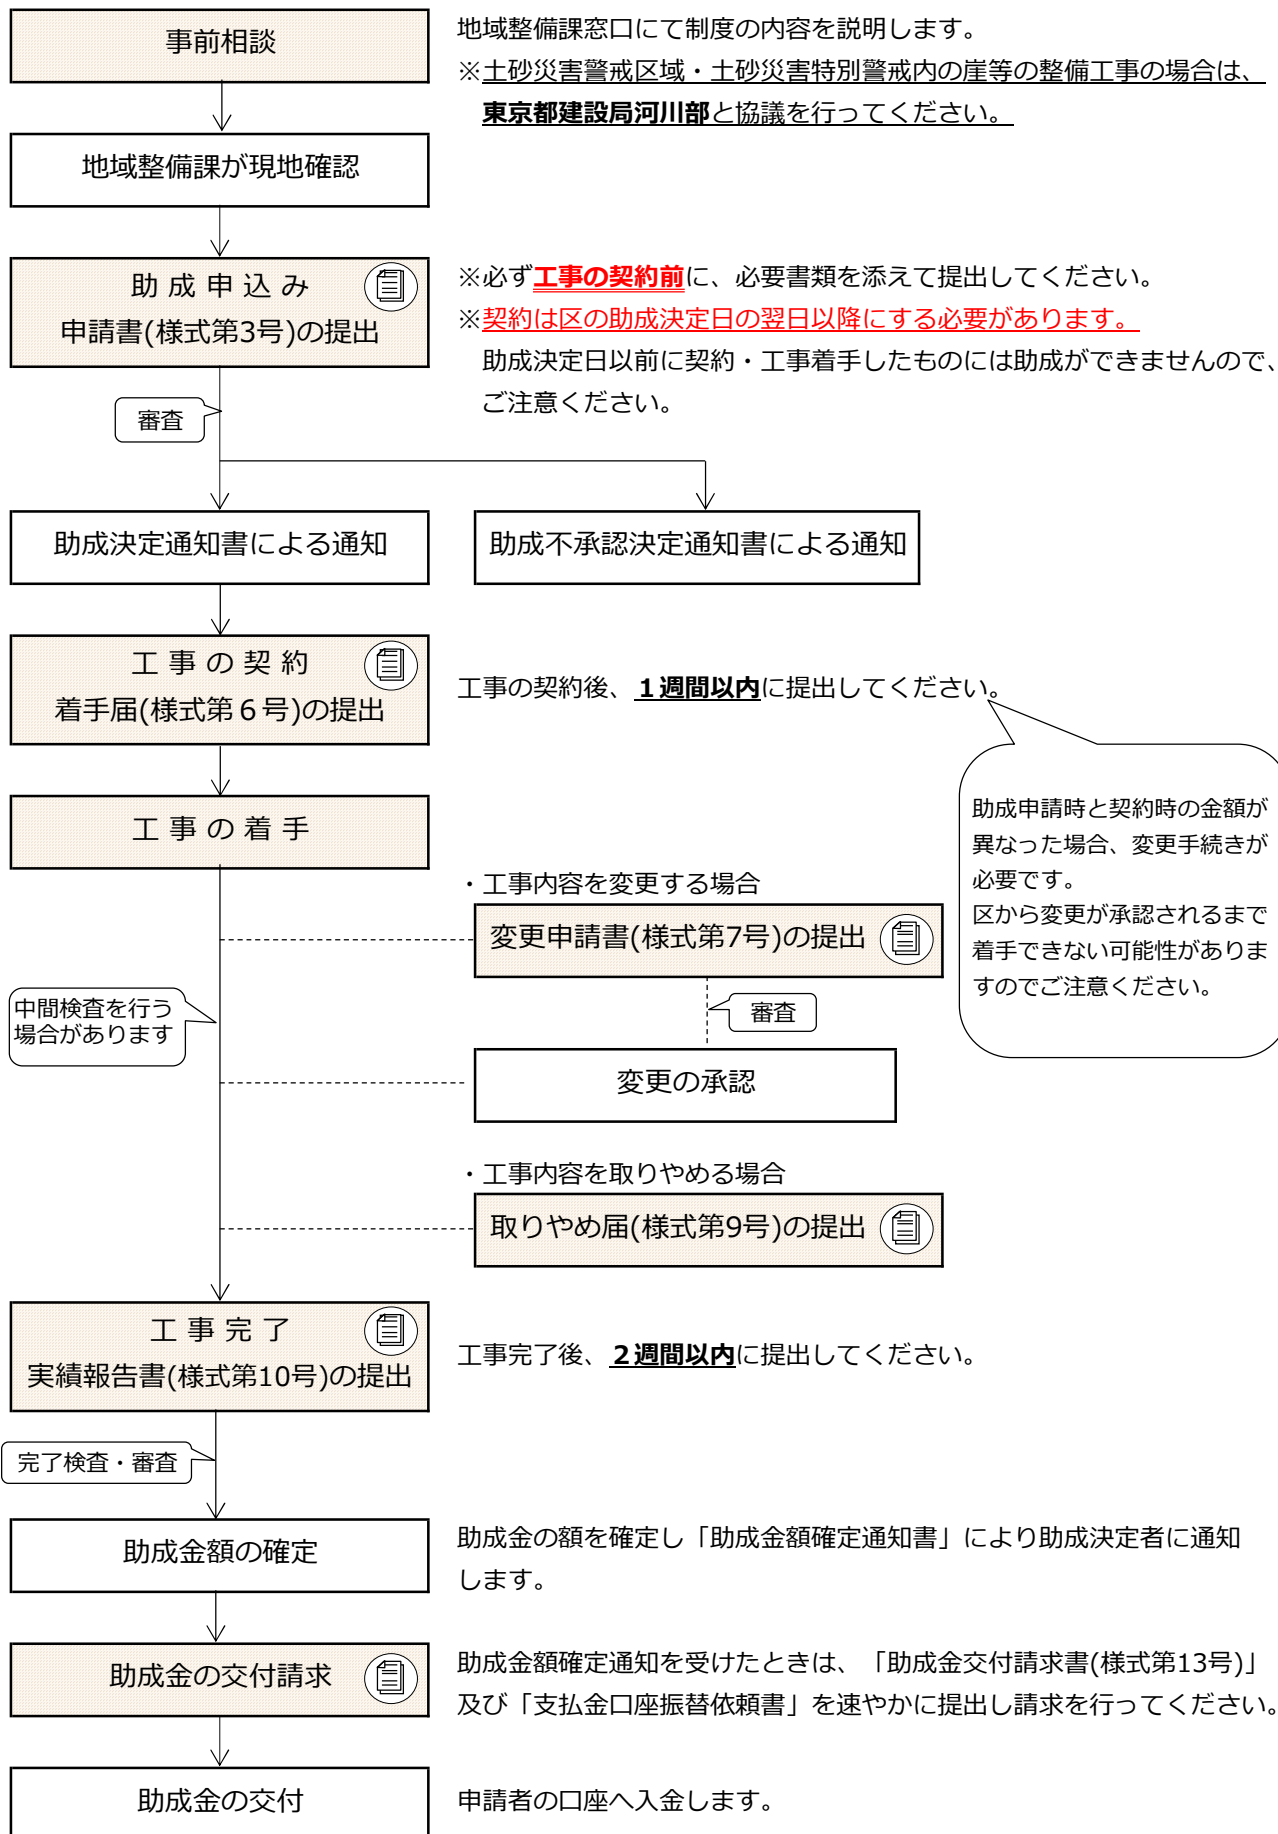 事前相談
地域整備課窓口にて制度の内容を説明します。
※土砂災害警戒区域・土砂災害特別警戒内の崖等の整備工事の場合は、
東京都建設局河川部と協議を行ってください。
地域整備課が現地確認
助成申込み
申請書(様式第3号)の提出
※必ず工事の契約前に、必要書類を添えて提出してください。
※契約は区の助成決定日の翌日以降にする必要があります。
助成決定日以前に契約・工事着手したものには助成ができませんので、
ご注意ください。
審査
助成決定通知書による通知
助成不承認決定通知書による通知
工事の契約
着手届(様式第６号)の提出
工事の契約後、１週間以内に提出してください。
助成申請時と契約時の金額が
異なった場合、変更手続きが
必要です。
区から変更が承認されるまで
着手できない可能性がありま
すのでご注意ください。
工事の着手
・工事内容を変更する場合
変更申請書(様式第7号)の提出
中間検査を行う
場合があります
審査
変更の承認
・工事内容を取りやめる場合
取りやめ届(様式第9号)の提出
工事完了
実績報告書(様式第10号)の提出
工事完了後、２週間以内に提出してください。
完了検査・審査
助成金額の確定
助成金の額を確定し「助成金額確定通知書」により助成決定者に通知
します。
助成金の交付請求
助成金額確定通知を受けたときは、「助成金交付請求書(様式第13号)」
及び「支払金口座振替依頼書」を速やかに提出し請求を行ってください。
助成金の交付
申請者の口座へ入金します。